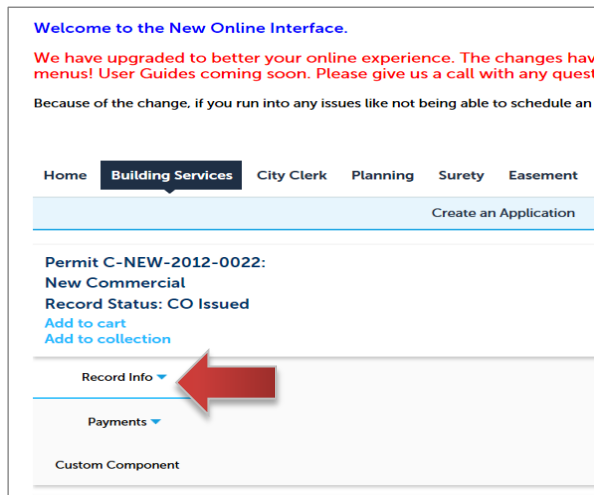 Welcome to the New Online Interface.
We have upgraded to better your online experience. The changes
menus! User Guides coming soon. Please give us a call with any
Because of the change, if you run into any issues like not being able to schedule an
Home Building Services City Clerk Planning Surety Easement
Create an Application
Permit C-NEW-2012-0022:
New Commercial
Record Status: CO Issued
Add to cart
Add to collection
Record Info
Payments
Custom Component